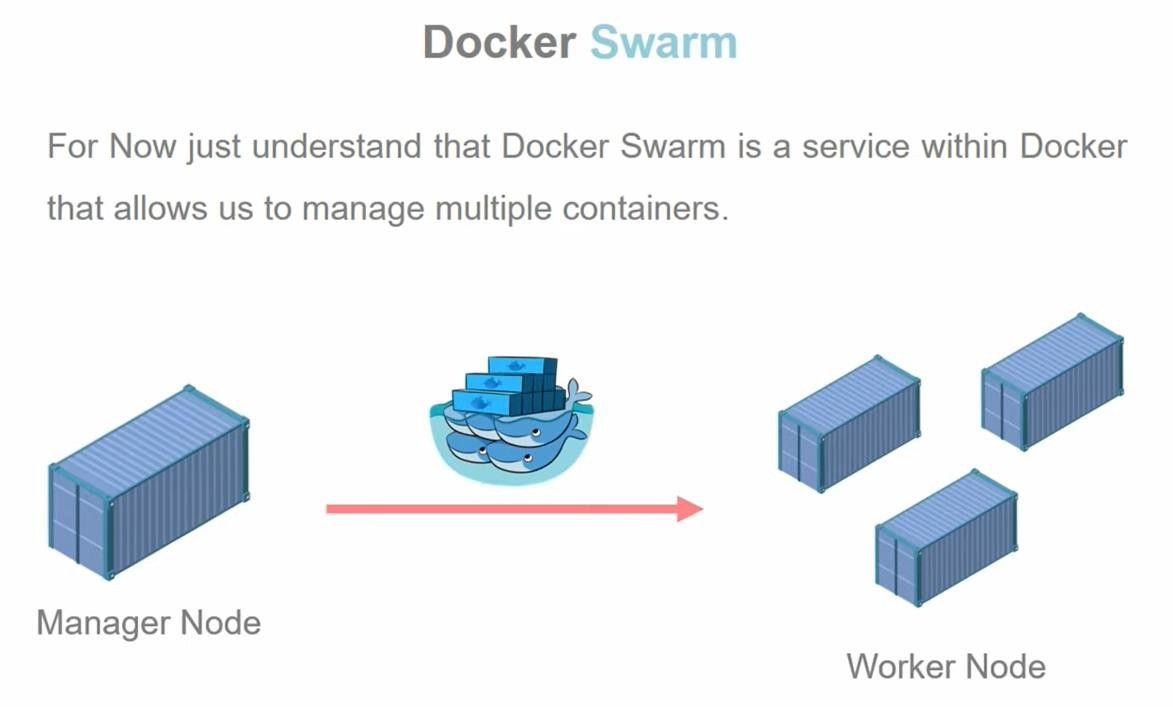 Docker Swarm
For Now just understand that Docker Swarm is a service within Docker
that allows us to manage multiple containers.
Manager Node
Worker Node